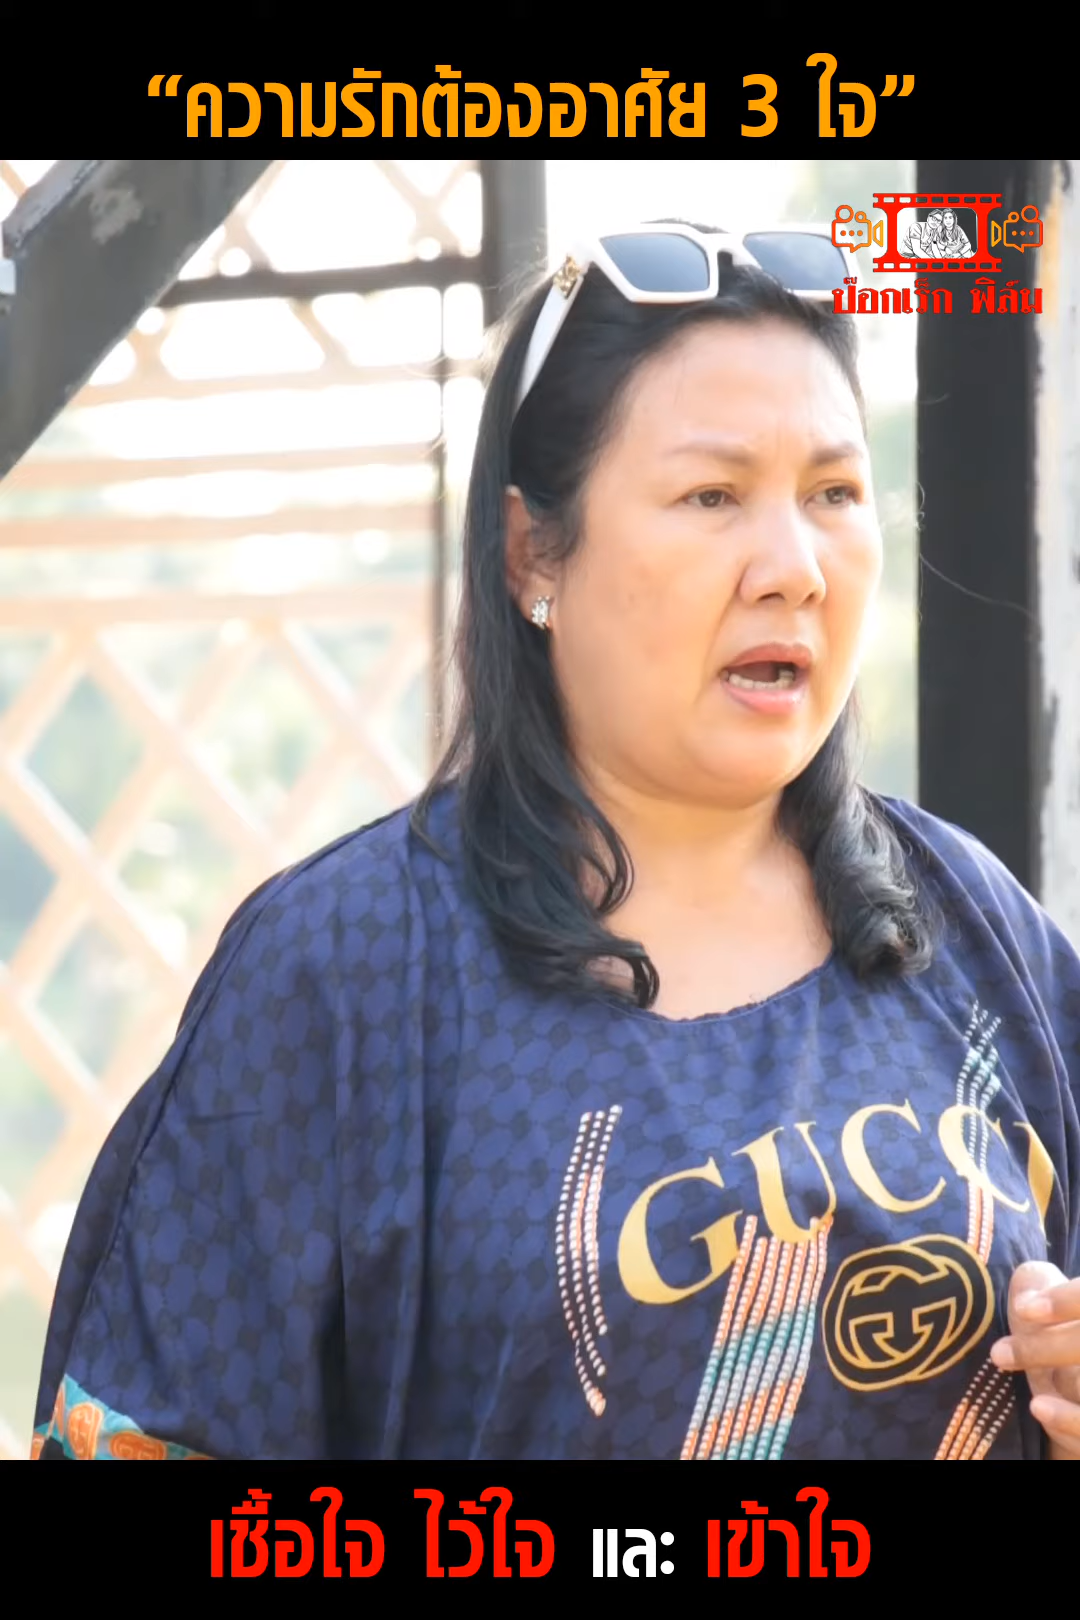 “ความรักต้องอาศัย 3 ใจ”
ป๊อกเร็ก ฟิล์ม
GUCCI
เชื้อใจ ไว้ใจ และ เข้าใจ